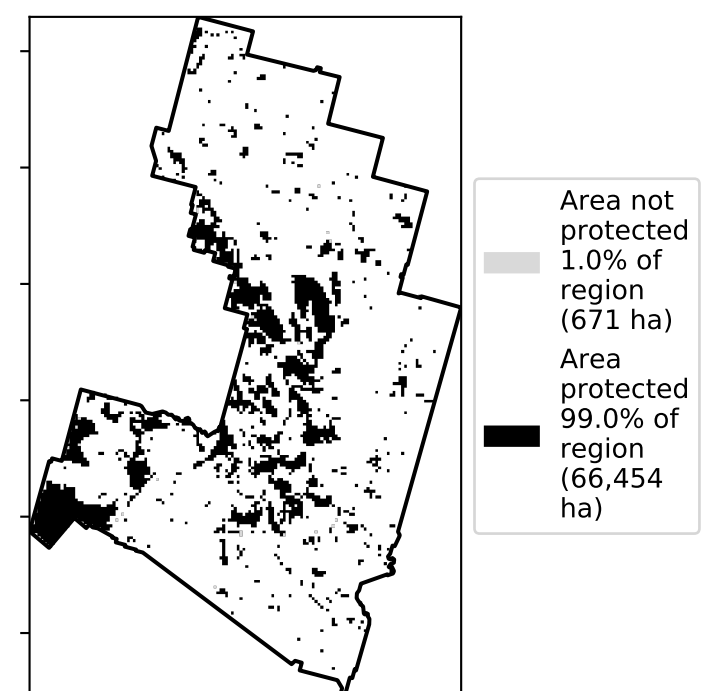 Area not
protected
1.0% of
region
(671 ha)
Area
protected
99.0% of
region
(66,454
ha)